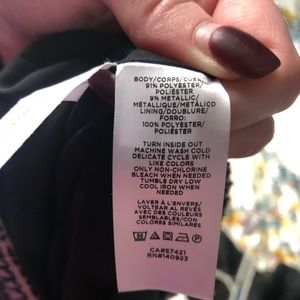 BODY/CORPS/CUERPO
91% POLYESTER/
POLIÉSTER
9% METALLIC/
MÉTALLIQUE/METÁLICO
LINING/DOUBLURE/
FORRO:
100% POLYESTER/
POLIÉSTER
TURN INSIDE OUT
MACHINE WASH COLD
DELICATE CYCLE WITH
LIKE COLORS
ONLY NON-CHLORINE
BLEACH WHEN NEEDED
TUMBLE DRY LOW
COOL IRON WHEN
NEEDED
LAVER À L'ENVERS/
VOLTEAR AL REVÉS
AVEC DES COULEURS
SEMBLABLES/CON
COLORES SIMILARES
CA#57421
RN#140923